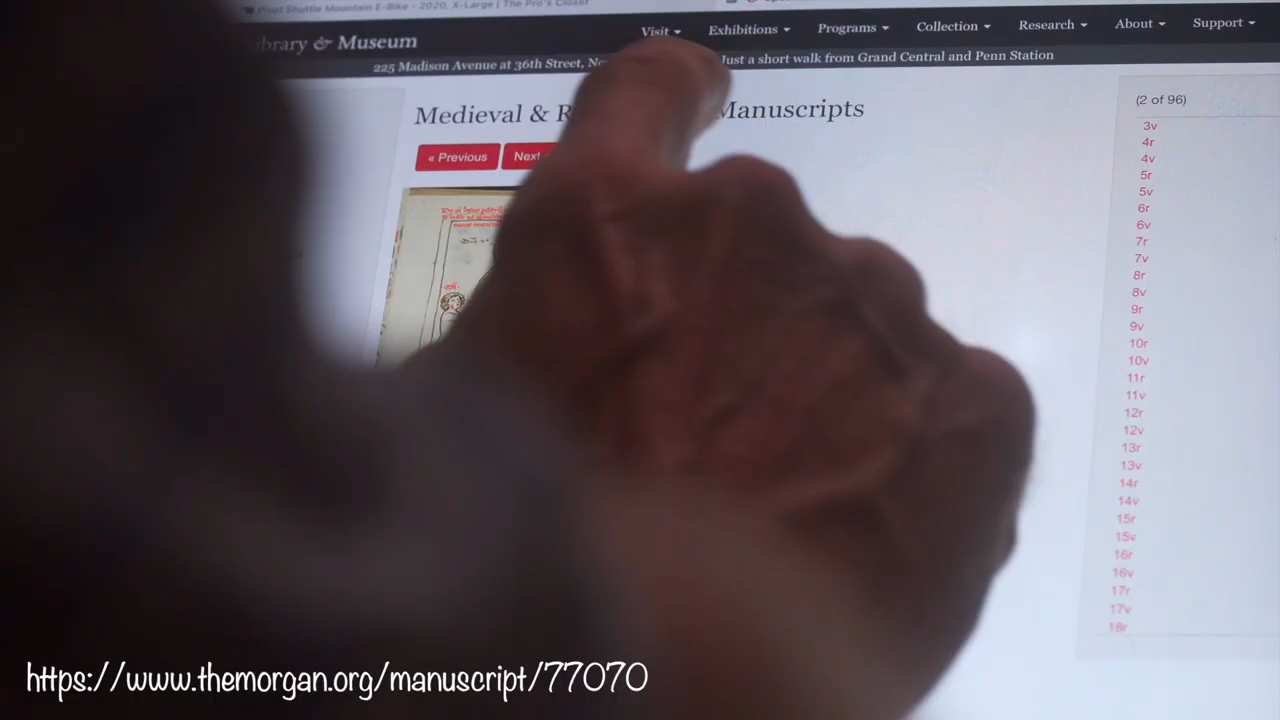 Pivot Shuttle Mountain E-Bike - 2020, X-Large | The Pro's Closet
Library & Museum
Visit Exhibitions Programs Collection Research About Support
225 Madison Avenue at 36th Street, Just a short walk from Grand Central and Penn Station
Medieval & Manuscripts
« Previous
Next
(2 of 96)
3v
4r
4v
5r
5v
6r
6v
7r
7v
8r
8v
9r
9v
10r
10v
11r
11v
12r
12v
13r
13v
14r
14v
15r
15v
16r
16v
17r
17v
18r
https://www.themorgan.org/manuscript/77070